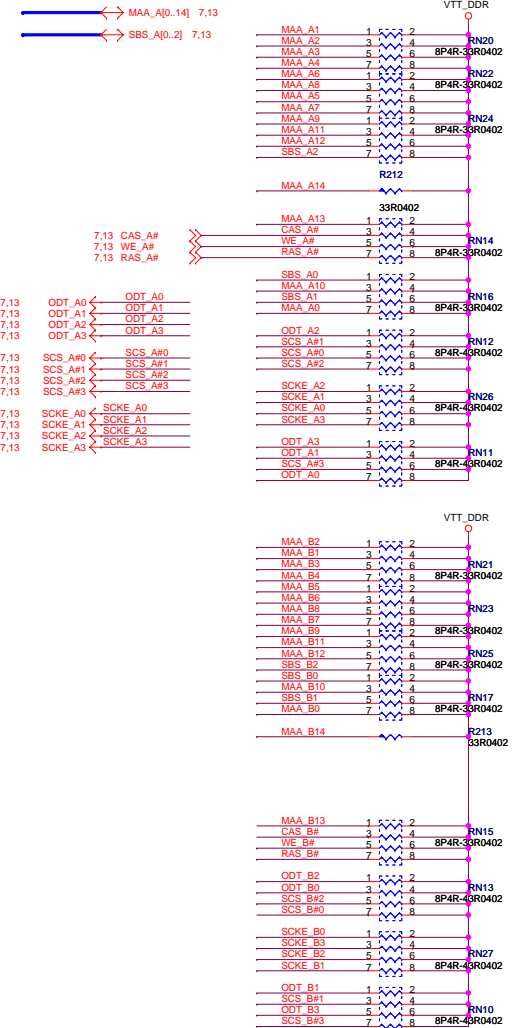 VTT_DDR
MAA_A[0..14] 7,13
SBS_A[0..2] 7,13
MAA_A1 1 2
MAA_A2 3 4 RN20
MAA_A3 5 6 8P4R-33R0402
MAA_A4 7 8
MAA_A6 1 2 RN22
MAA_A8 3 4 8P4R-33R0402
MAA_A5 5 6
MAA_A7 7 8
MAA_A9 1 2 RN24
MAA_A11 3 4 8P4R-33R0402
MAA_A12 5 6
SBS_A2 7 8
R212
MAA_A14
33R0402
MAA_A13 1 2
7,13 CAS_A# CAS_A# 3 4 RN14
7,13 WE_A# WE_A# 5 6 8P4R-33R0402
7,13 RAS_A# RAS_A# 7 8
SBS_A0 1 2
MAA_A10 3 4 RN16
SBS_A1 5 6 8P4R-33R0402
MAA_A0 7 8
7,13 ODT_A0 ODT_A0
7,13 ODT_A1 ODT_A1
7,13 ODT_A2 ODT_A2
7,13 ODT_A3 ODT_A3
ODT_A2 1 2
SCS_A#1 3 4 RN12
SCS_A#0 5 6 8P4R-43R0402
SCS_A#2 7 8
7,13 SCS_A#0 SCS_A#0
7,13 SCS_A#1 SCS_A#1
7,13 SCS_A#2 SCS_A#2
7,13 SCS_A#3 SCS_A#3
SCKE_A2 1 2
SCKE_A1 3 4 RN26
SCKE_A0 5 6 8P4R-43R0402
SCKE_A3 7 8
7,13 SCKE_A0 SCKE_A0
7,13 SCKE_A1 SCKE_A1
7,13 SCKE_A2 SCKE_A2
7,13 SCKE_A3 SCKE_A3
ODT_A3 1 2
ODT_A1 3 4 RN11
SCS_A#3 5 6 8P4R-43R0402
ODT_A0 7 8
VTT_DDR
MAA_B2 1 2
MAA_B1 3 4
MAA_B3 5 6 RN21
MAA_B4 7 8 8P4R-33R0402
MAA_B5 1 2
MAA_B6 3 4
MAA_B8 5 6 RN23
MAA_B7 7 8
MAA_B9 1 2 8P4R-33R0402
MAA_B11 3 4
MAA_B12 5 6 RN25
SBS_B2 7 8 8P4R-33R0402
SBS_B0 1 2
MAA_B10 3 4
SBS_B1 5 6 RN17
MAA_B0 7 8 8P4R-33R0402
MAA_B14 R213
33R0402
MAA_B13 1 2
CAS_B# 3 4 RN15
WE_B# 5 6 8P4R-33R0402
RAS_B# 7 8
ODT_B2 1 2
ODT_B0 3 4 RN13
SCS_B#2 5 6 8P4R-43R0402
SCS_B#0 7 8
SCKE_B0 1 2
SCKE_B3 3 4
SCKE_B2 5 6 RN27
SCKE_B1 7 8 8P4R-43R0402
ODT_B1 1 2
SCS_B#1 3 4
ODT_B3 5 6 RN10
SCS_B#3 7 8 8P4R-43R0402